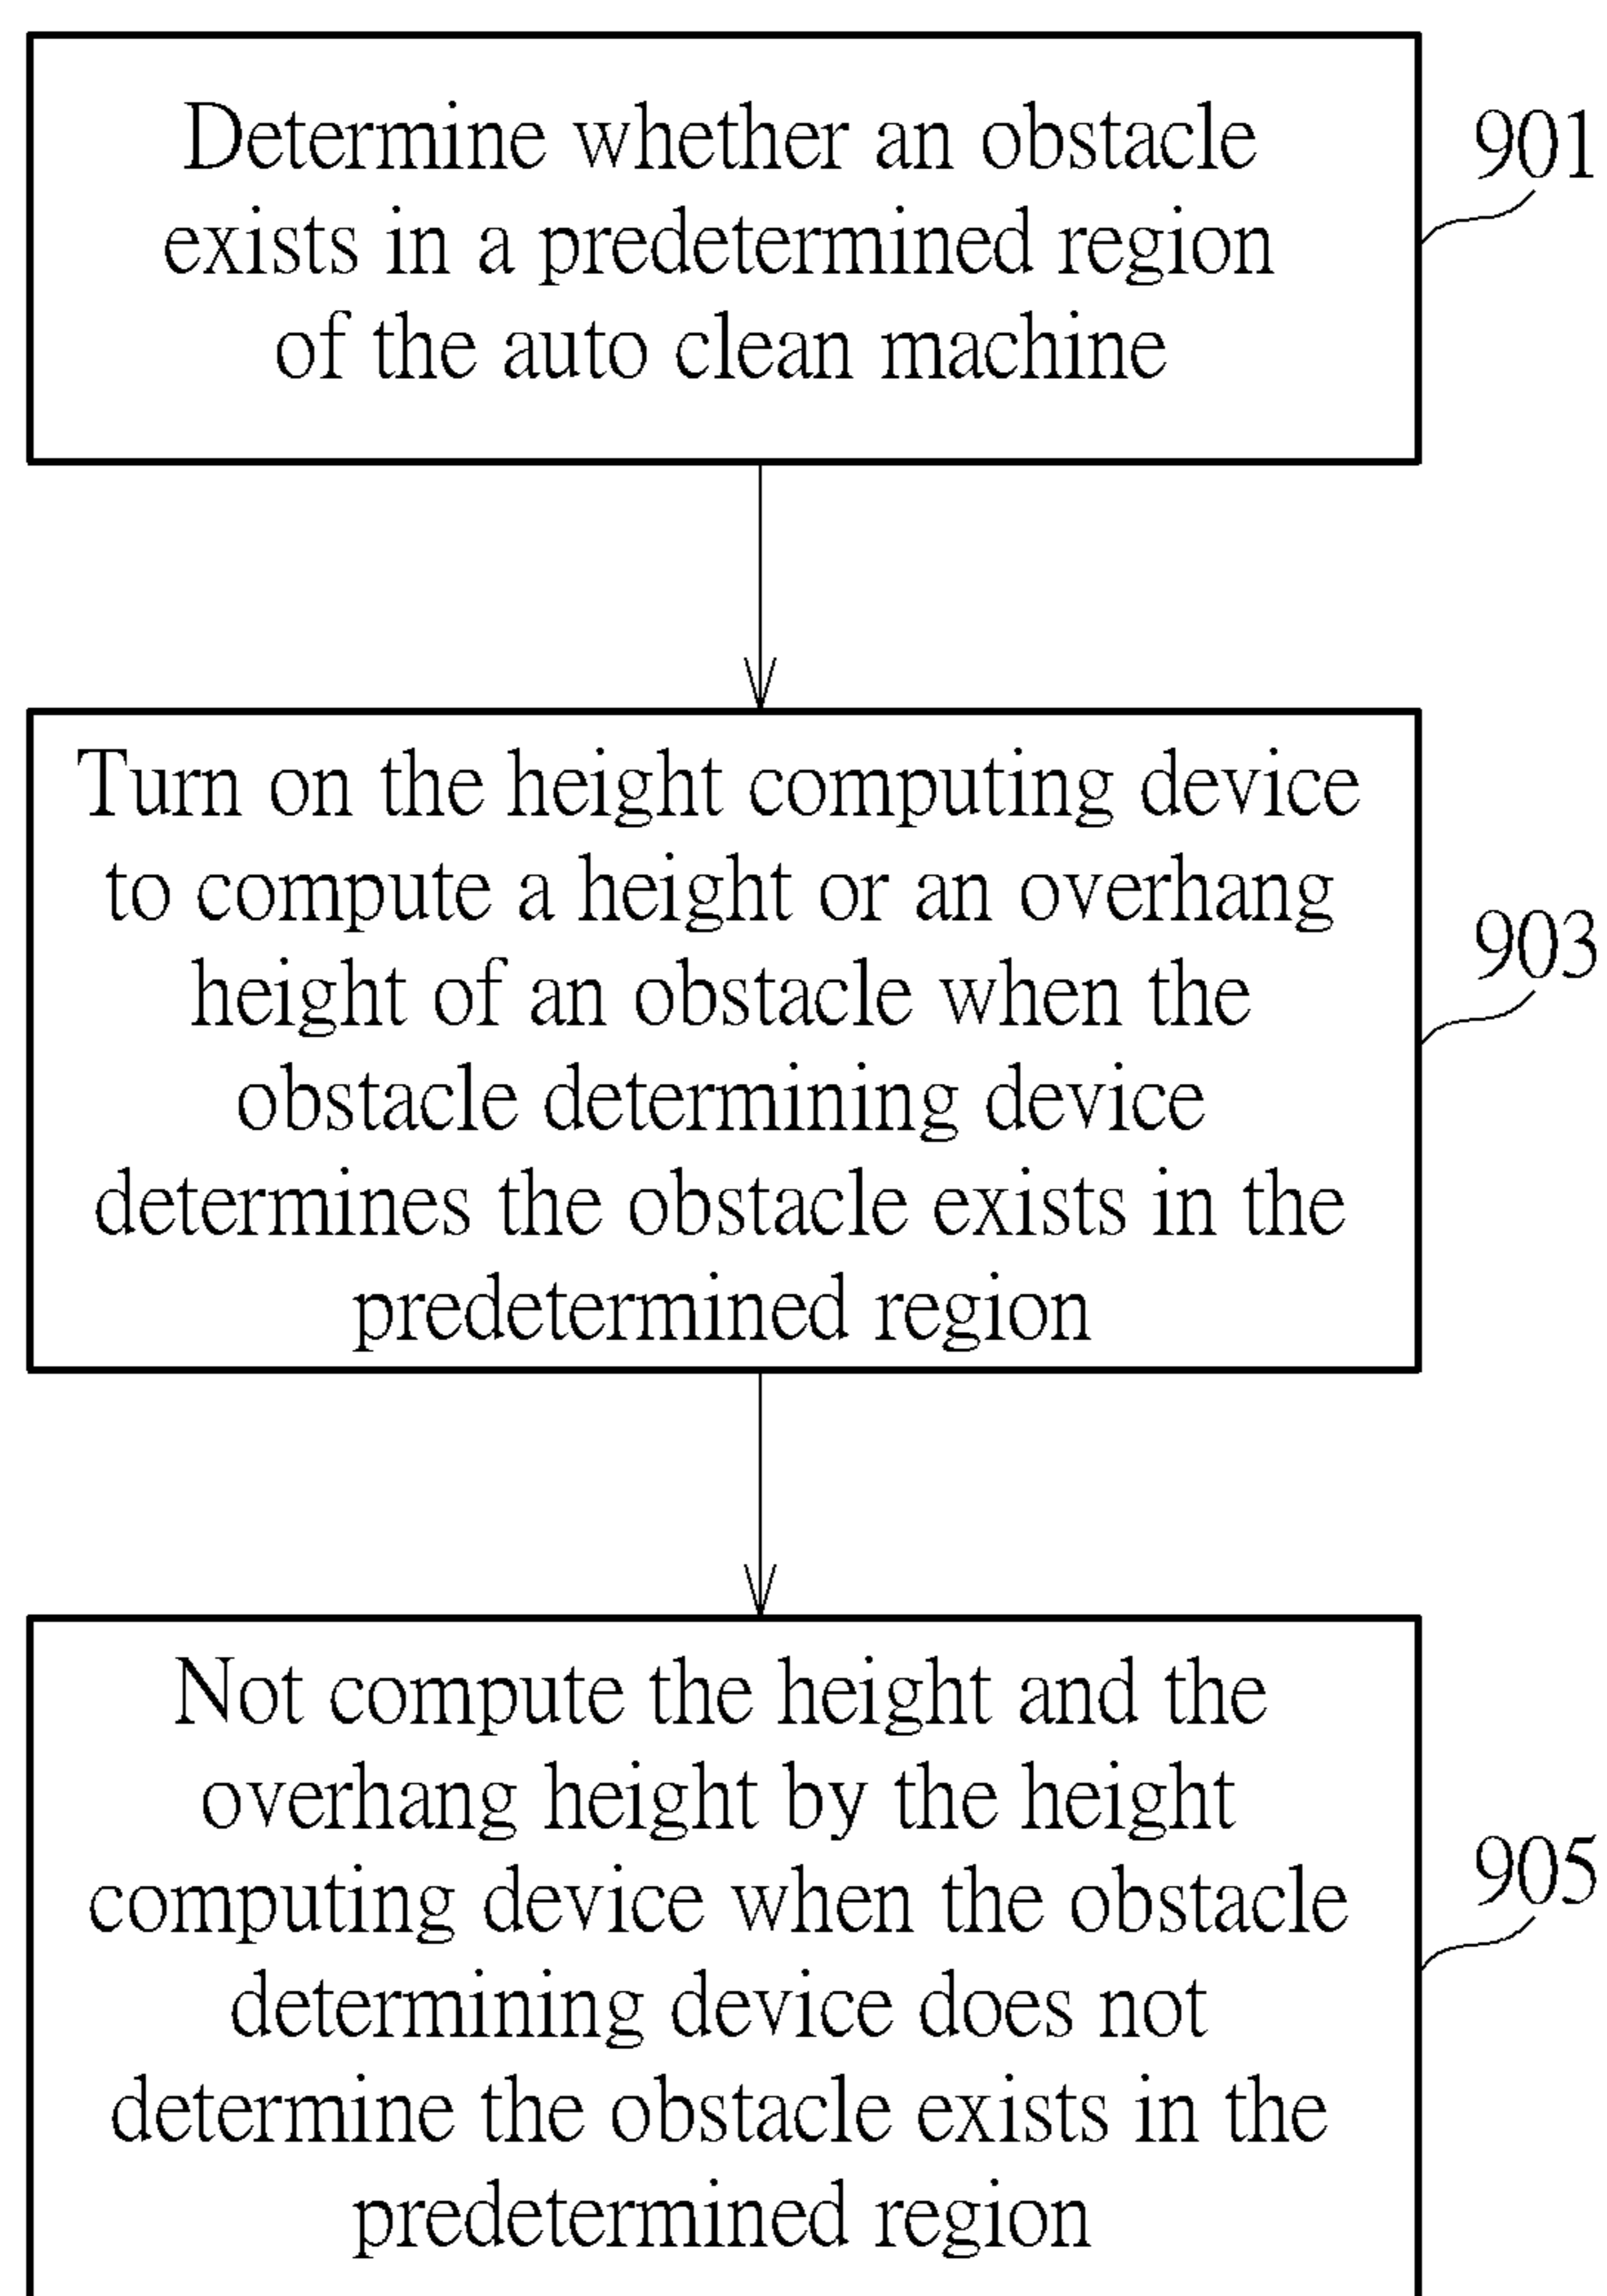 Determine whether an obstacle
exists in a predetermined region
of the auto clean machine
901
Turn on the height computing device
to compute a height or an overhang
height of an obstacle when the
obstacle determining device
determines the obstacle exists in the
predetermined region
903
Not compute the height and the
overhang height by the height
computing device when the obstacle
determining device does not
determine the obstacle exists in the
predetermined region
905